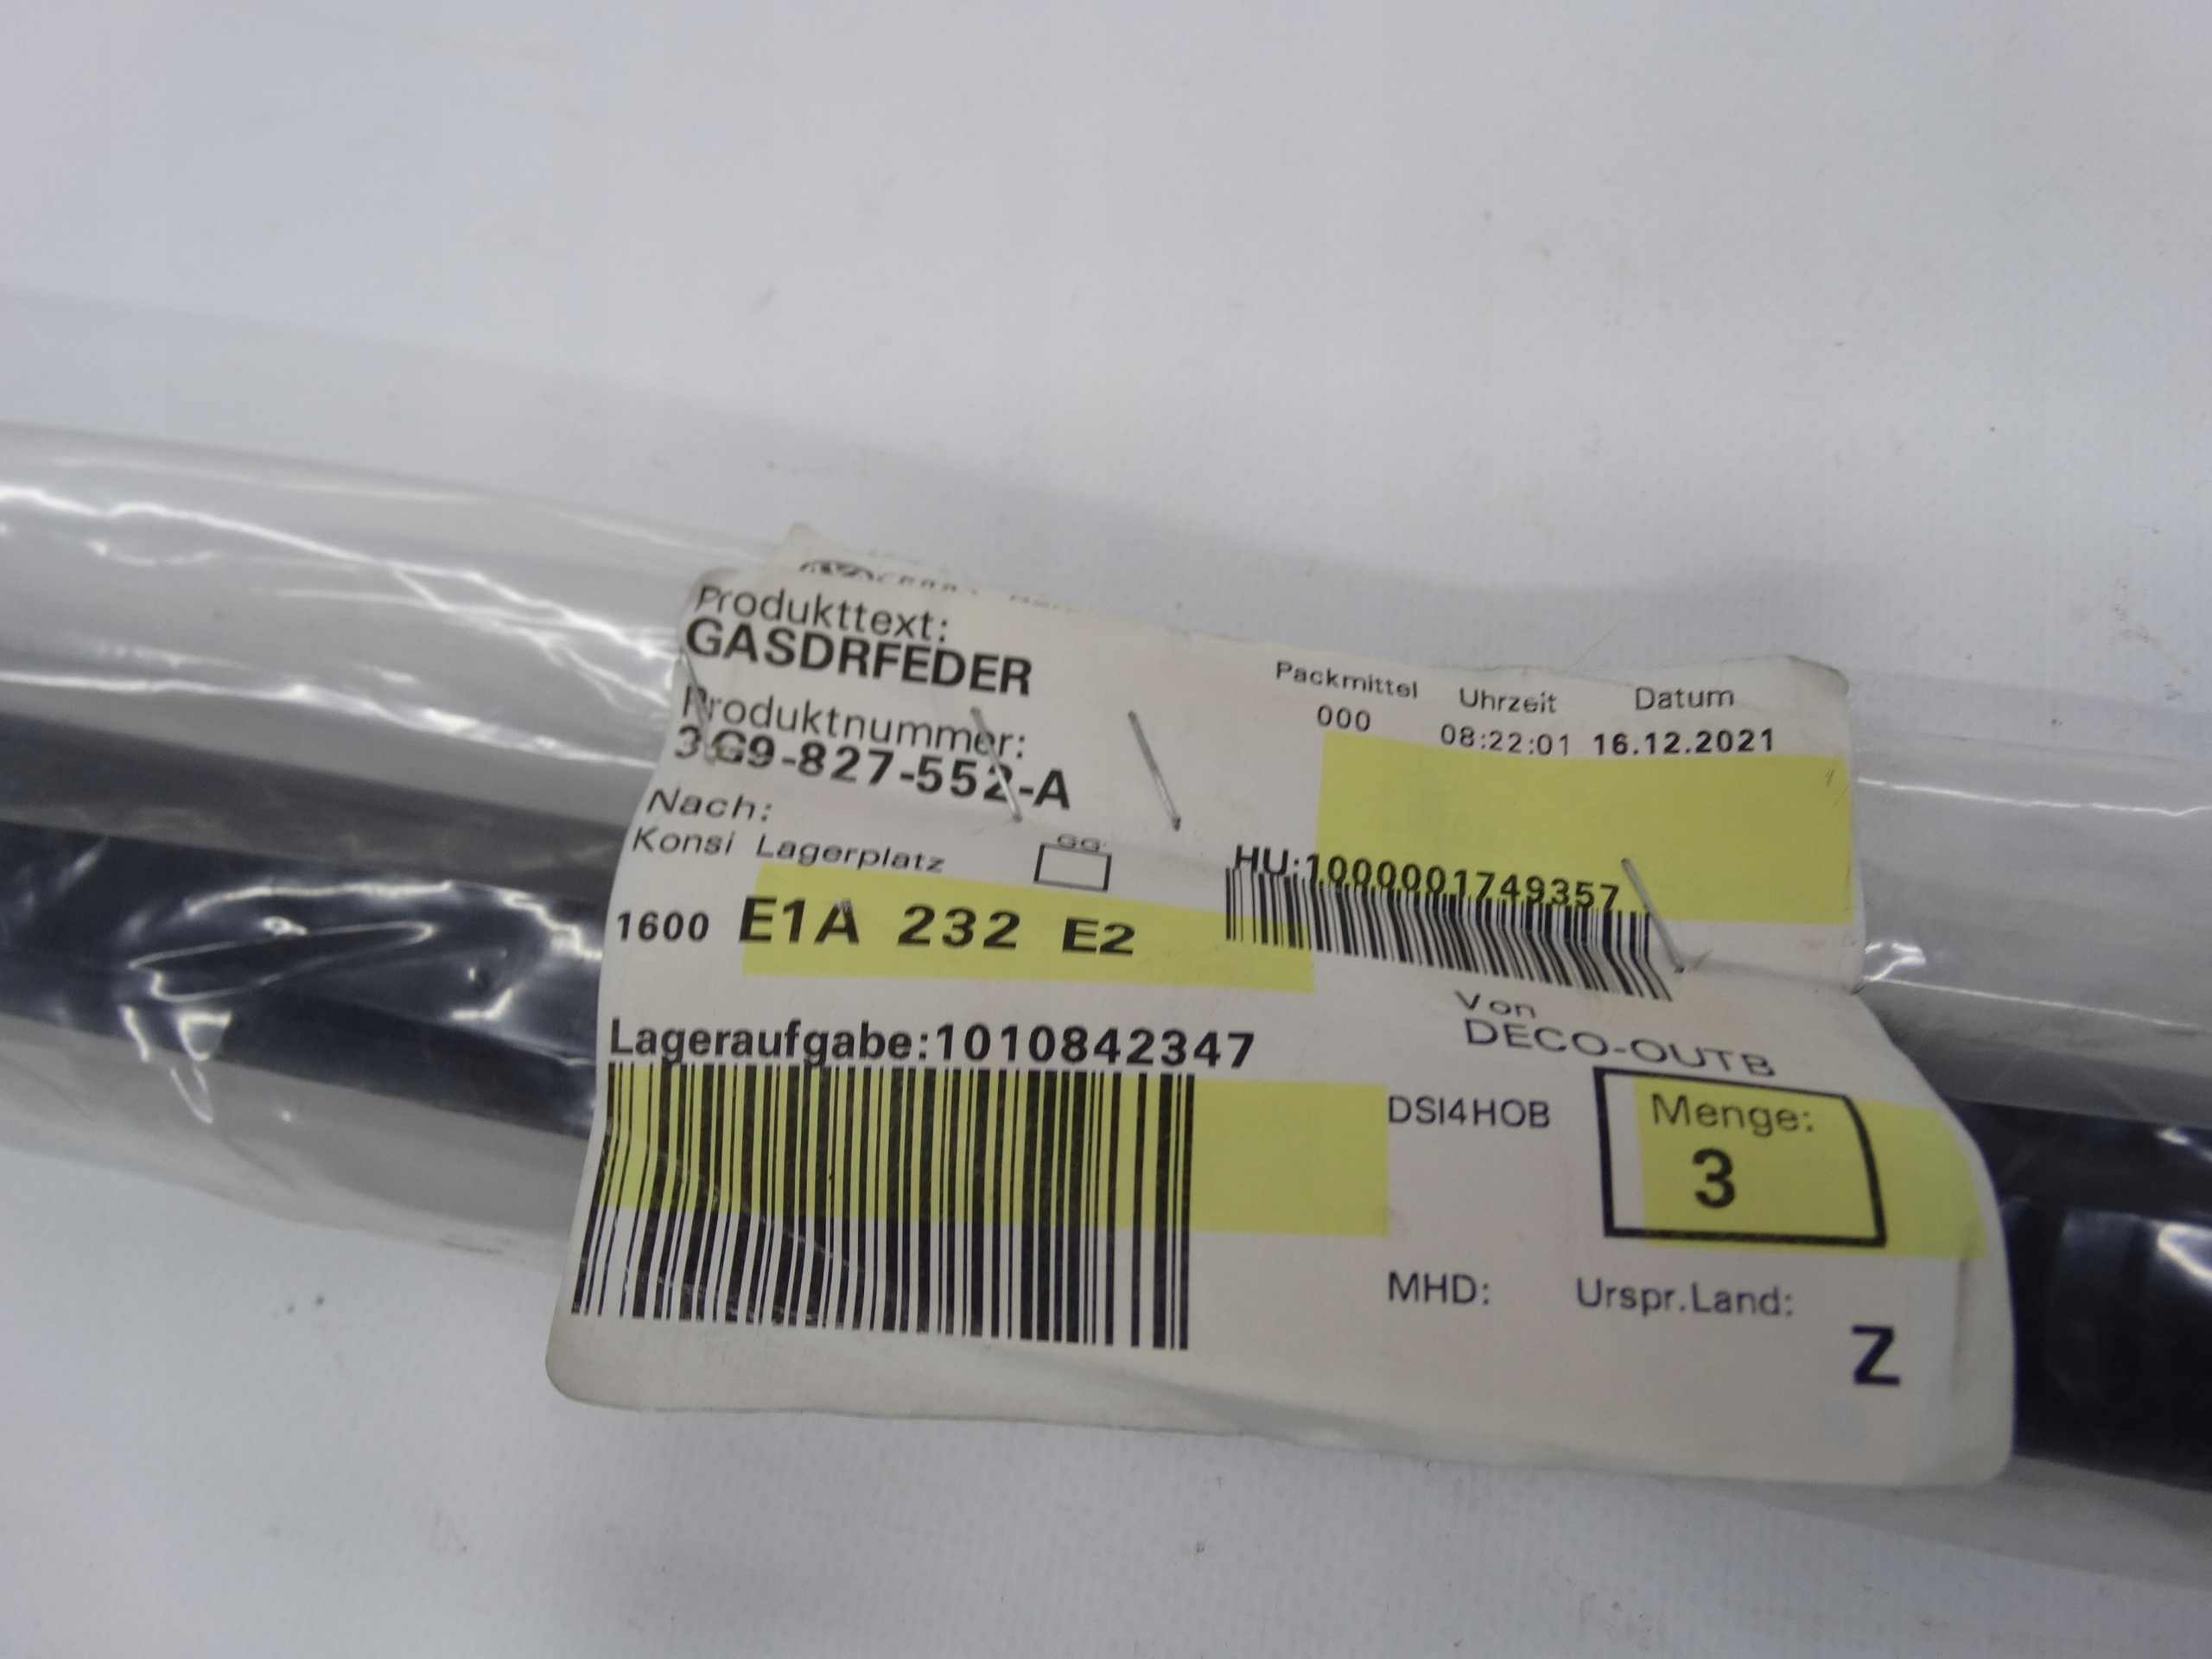 Produkttext:
GASDRFEDER
Produktnummer:
3G9-827-552-A
Packmittel Uhrzeit Datum
000 08:22:01 16.12.2021
Nach:
Konsi Lagerplatz GG
1600 E1A 232 E2
HU:1000001749357
Von
DECO-OUTB
Lageraufgabe:1010842347
DSI4HOB
Menge:
3
MHD: Urspr.Land:
Z